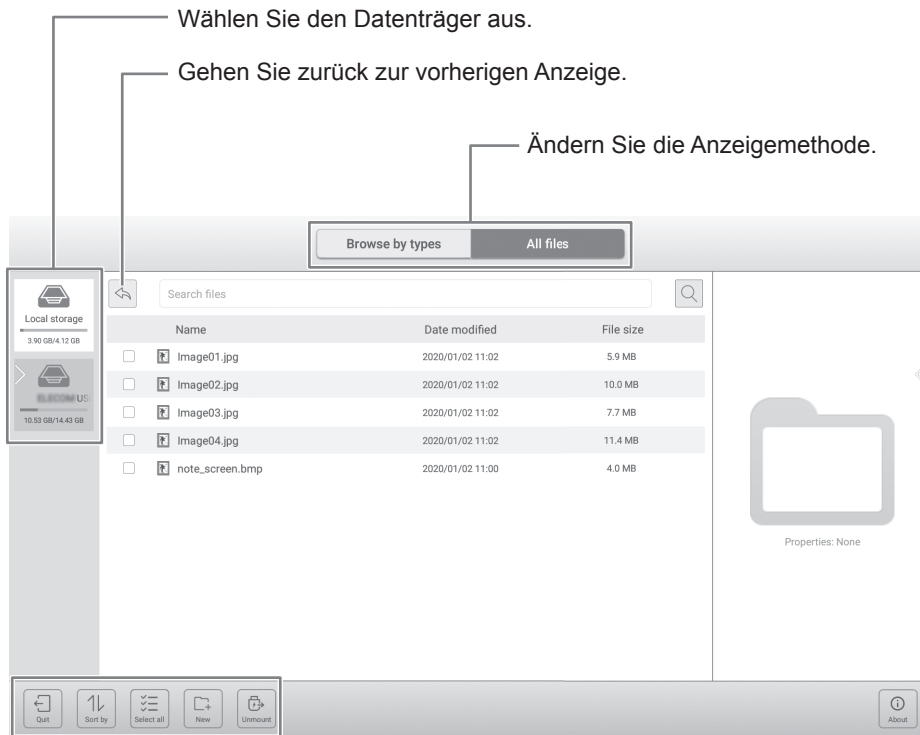 Wählen Sie den Datenträger aus.
Gehen Sie zurück zur vorherigen Anzeige.
Ändern Sie die Anzeigemethode.
Browse by types All files
Local storage
3.90 GB/4.12 GB
US
10.53 GB/14.43 GB
Search files
Name Date modified File size
Image01.jpg 2020/01/02 11:02 5.9 MB
Image02.jpg 2020/01/02 11:02 10.0 MB
Image03.jpg 2020/01/02 11:02 7.7 MB
Image04.jpg 2020/01/02 11:02 11.4 MB
note_screen.bmp 2020/01/02 11:00 4.0 MB
Properties: None
Quit Sort by Select all New Unmount About